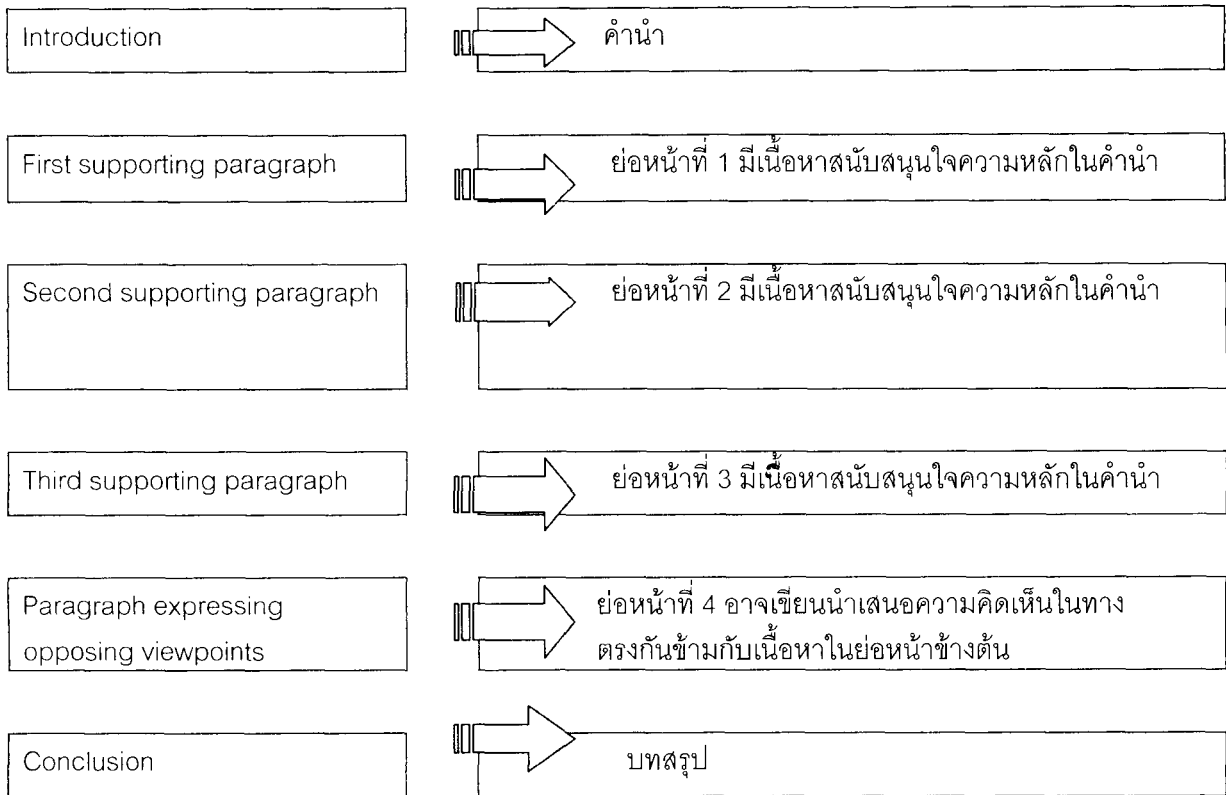 Introduction
คำนำ
First supporting paragraph
ย่อหน้าที่ 1 มีเนื้อหาสนับสนุนใจความหลักในคำนำ
Second supporting paragraph
ย่อหน้าที่ 2 มีเนื้อหาสนับสนุนใจความหลักในคำนำ
Third supporting paragraph
ย่อหน้าที่ 3 มีเนื้อหาสนับสนุนใจความหลักในคำนำ
Paragraph expressing
opposing viewpoints
ย่อหน้าที่ 4 อาจเขียนนำเสนอความคิดเห็นในทาง
ตรงกันข้ามกับเนื้อหาในย่อหน้าข้างต้น
Conclusion
บทสรุป